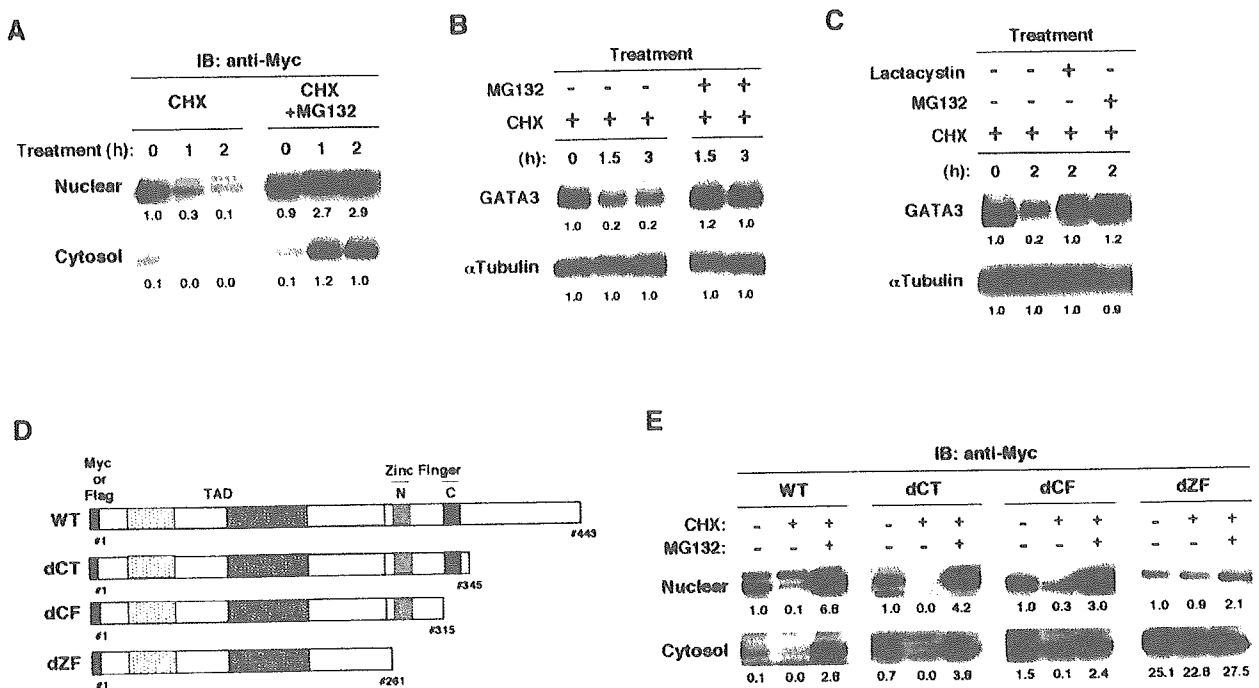 A
IB: anti-Myc
CHX
CHX +MG132
Treatment (h): 0 1 2 0 1 2
Nuclear
1.0 0.3 0.1 0.9 2.7 2.9
Cytosol
0.1 0.0 0.0 0.1 1.2 1.0
B
Treatment
MG132 - - - + +
CHX + + + + +
(h): 0 1.5 3 1.5 3
GATA3
1.0 0.2 0.2 1.2 1.0
αTubulin
1.0 1.0 1.0 1.0 1.0
C
Treatment
Lactacystin - - + -
MG132 - - - +
CHX + + + +
(h): 0 2 2 2
GATA3
1.0 0.2 1.0 1.2
αTubulin
1.0 1.0 1.0 0.9
D
Myc
or
Flag
TAD
Zinc Finger
N C
WT
#1 #443
dCT
#1 #345
dCF
#1 #315
dZF
#1 #261
E
IB: anti-Myc
WT dCT dCF dZF
CHX: - + + - + + - + + - + +
MG132: - - + - - + - - + - - +
Nuclear
1.0 0.1 6.8 1.0 0.0 4.2 1.0 0.3 3.0 1.0 0.9 2.1
Cytosol
0.1 0.0 2.8 0.7 0.0 3.8 1.5 0.1 2.4 25.1 22.8 27.5